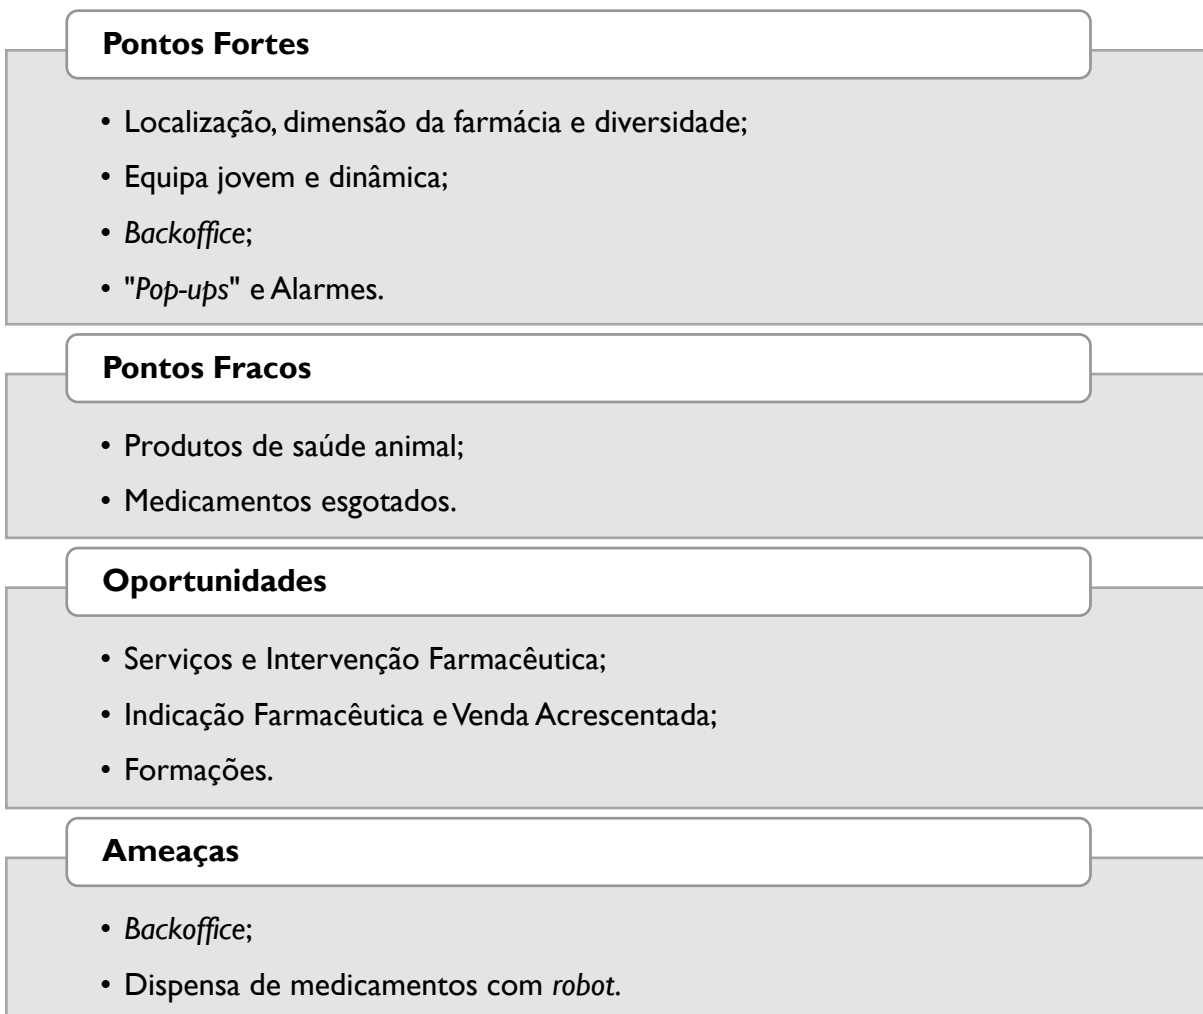 Pontos Fortes
• Localização, dimensão da farmácia e diversidade;
• Equipa jovem e dinâmica;
• Backoffice;
• "Pop-ups" e Alarmes.
Pontos Fracos
• Produtos de saúde animal;
• Medicamentos esgotados.
Oportunidades
• Serviços e Intervenção Farmacêutica;
• Indicação Farmacêutica e Venda Acrescentada;
• Formações.
Ameaças
• Backoffice;
• Dispensa de medicamentos com robot.